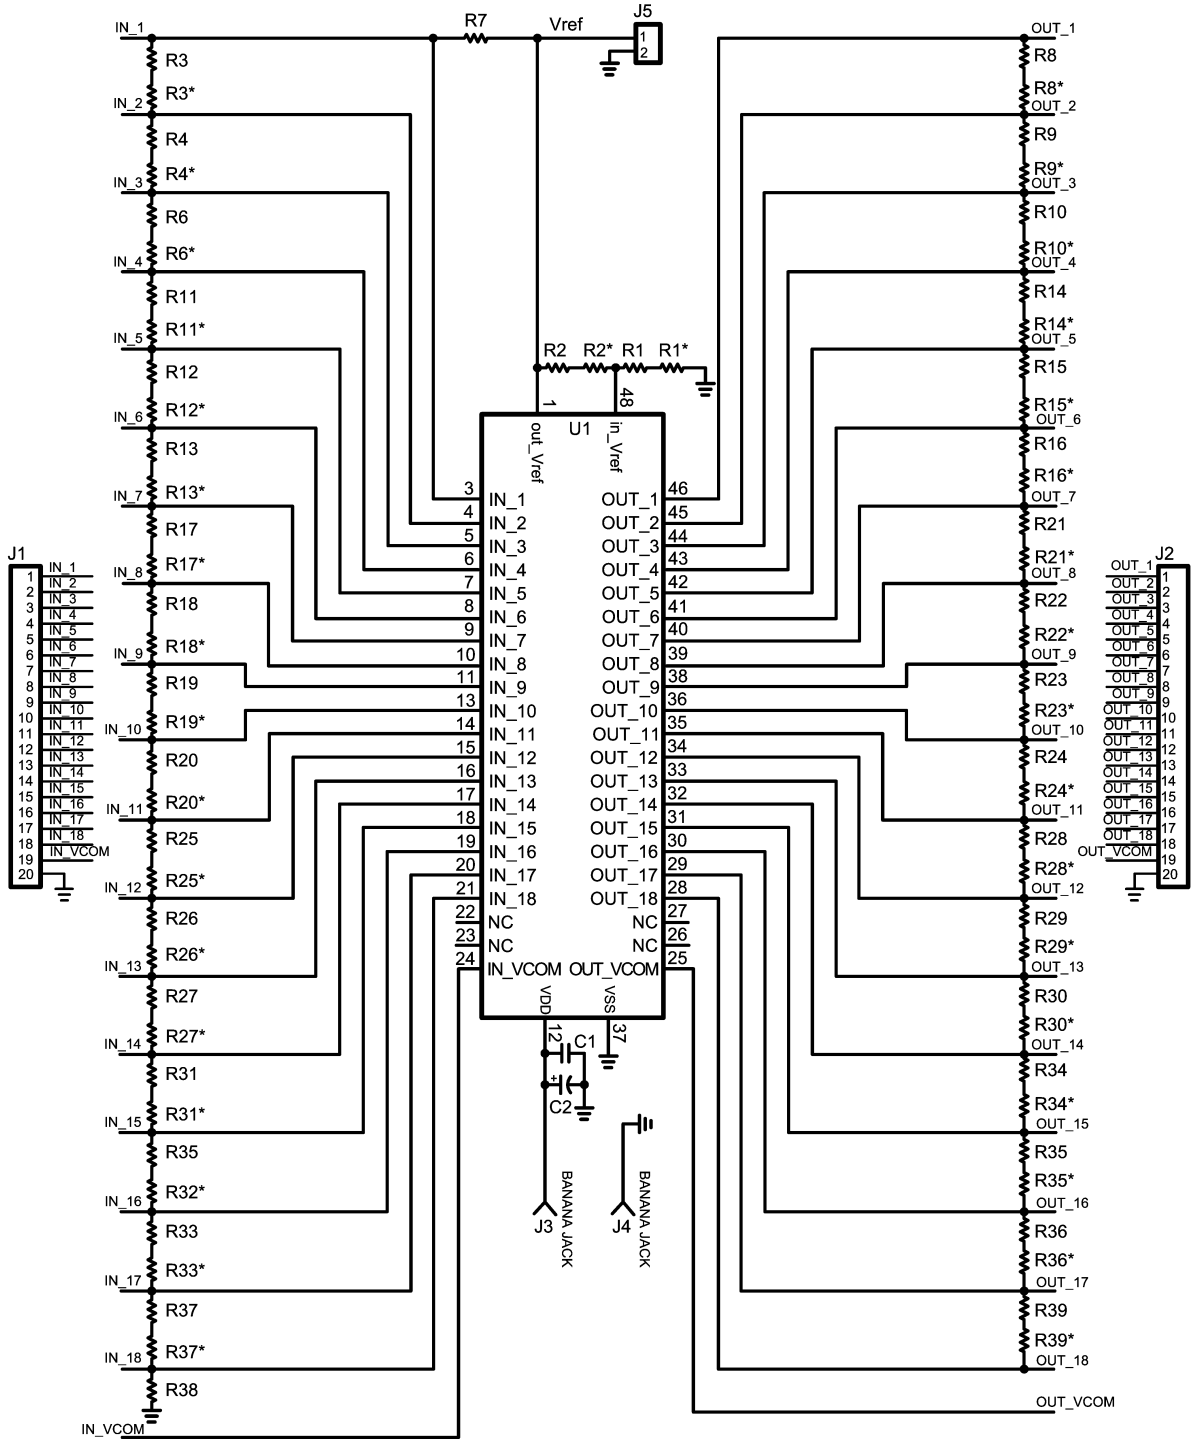 J5
R7
Vref
1
2
IN_1
R3
R3*
IN_2
R4
R4*
IN_3
R6
R6*
IN_4
R11
R11*
IN_5
R12
R12*
IN_6
R13
R13*
IN_7
R17
R17*
IN_8
R18
R18*
IN_9
R19
R19*
IN_10
R20
R20*
IN_11
R25
R25*
IN_12
R26
R26*
IN_13
R27
R27*
IN_14
R31
R31*
IN_15
R35
R32*
IN_16
R33
R33*
IN_17
R37
R37*
IN_18
R38
IN_VCOM
OUT_1
R8
R8*
OUT_2
R9
R9*
OUT_3
R10
R10*
OUT_4
R14
R14*
OUT_5
R15
R15*
OUT_6
R16
R16*
OUT_7
R21
R21*
OUT_8
R22
R22*
OUT_9
R23
R23*
OUT_10
R24
R24*
OUT_11
R28
R28*
OUT_12
R29
R29*
OUT_13
R30
R30*
OUT_14
R34
R34*
OUT_15
R35
R35*
OUT_16
R36
R36*
OUT_17
R39
R39*
OUT_18
OUT_VCOM
R2 R2* R1 R1*
1
48
U1
out_Vref
in_Vref
3 IN_1 OUT_1 46
4 IN_2 OUT_2 45
5 IN_3 OUT_3 44
6 IN_4 OUT_4 43
7 IN_5 OUT_5 42
8 IN_6 OUT_6 41
9 IN_7 OUT_7 40
10 IN_8 OUT_8 39
11 IN_9 OUT_9 38
13 IN_10 OUT_10 36
14 IN_11 OUT_11 35
15 IN_12 OUT_12 34
16 IN_13 OUT_13 33
17 IN_14 OUT_14 32
18 IN_15 OUT_15 31
19 IN_16 OUT_16 30
20 IN_17 OUT_17 29
21 IN_18 OUT_18 28
22 NC NC 27
23 NC NC 26
24 IN_VCOM OUT_VCOM 25
VDD
VSS
12
37
C1
+
C2
J3
BANANA JACK
J4
BANANA JACK
J1
1 IN_1
2 IN_2
3 IN_3
4 IN_4
5 IN_5
6 IN_6
7 IN_7
8 IN_8
9 IN_9
10 IN_10
11 IN_11
12 IN_12
13 IN_13
14 IN_14
15 IN_15
16 IN_16
17 IN_17
18 IN_18
19 IN_VCOM
20
J2
OUT_1 1
OUT_2 2
OUT_3 3
OUT_4 4
OUT_5 5
OUT_6 6
OUT_7 7
OUT_8 8
OUT_9 9
OUT_10 10
OUT_11 11
OUT_12 12
OUT_13 13
OUT_14 14
OUT_15 15
OUT_16 16
OUT_17 17
OUT_18 18
OUT_VCOM 19
20